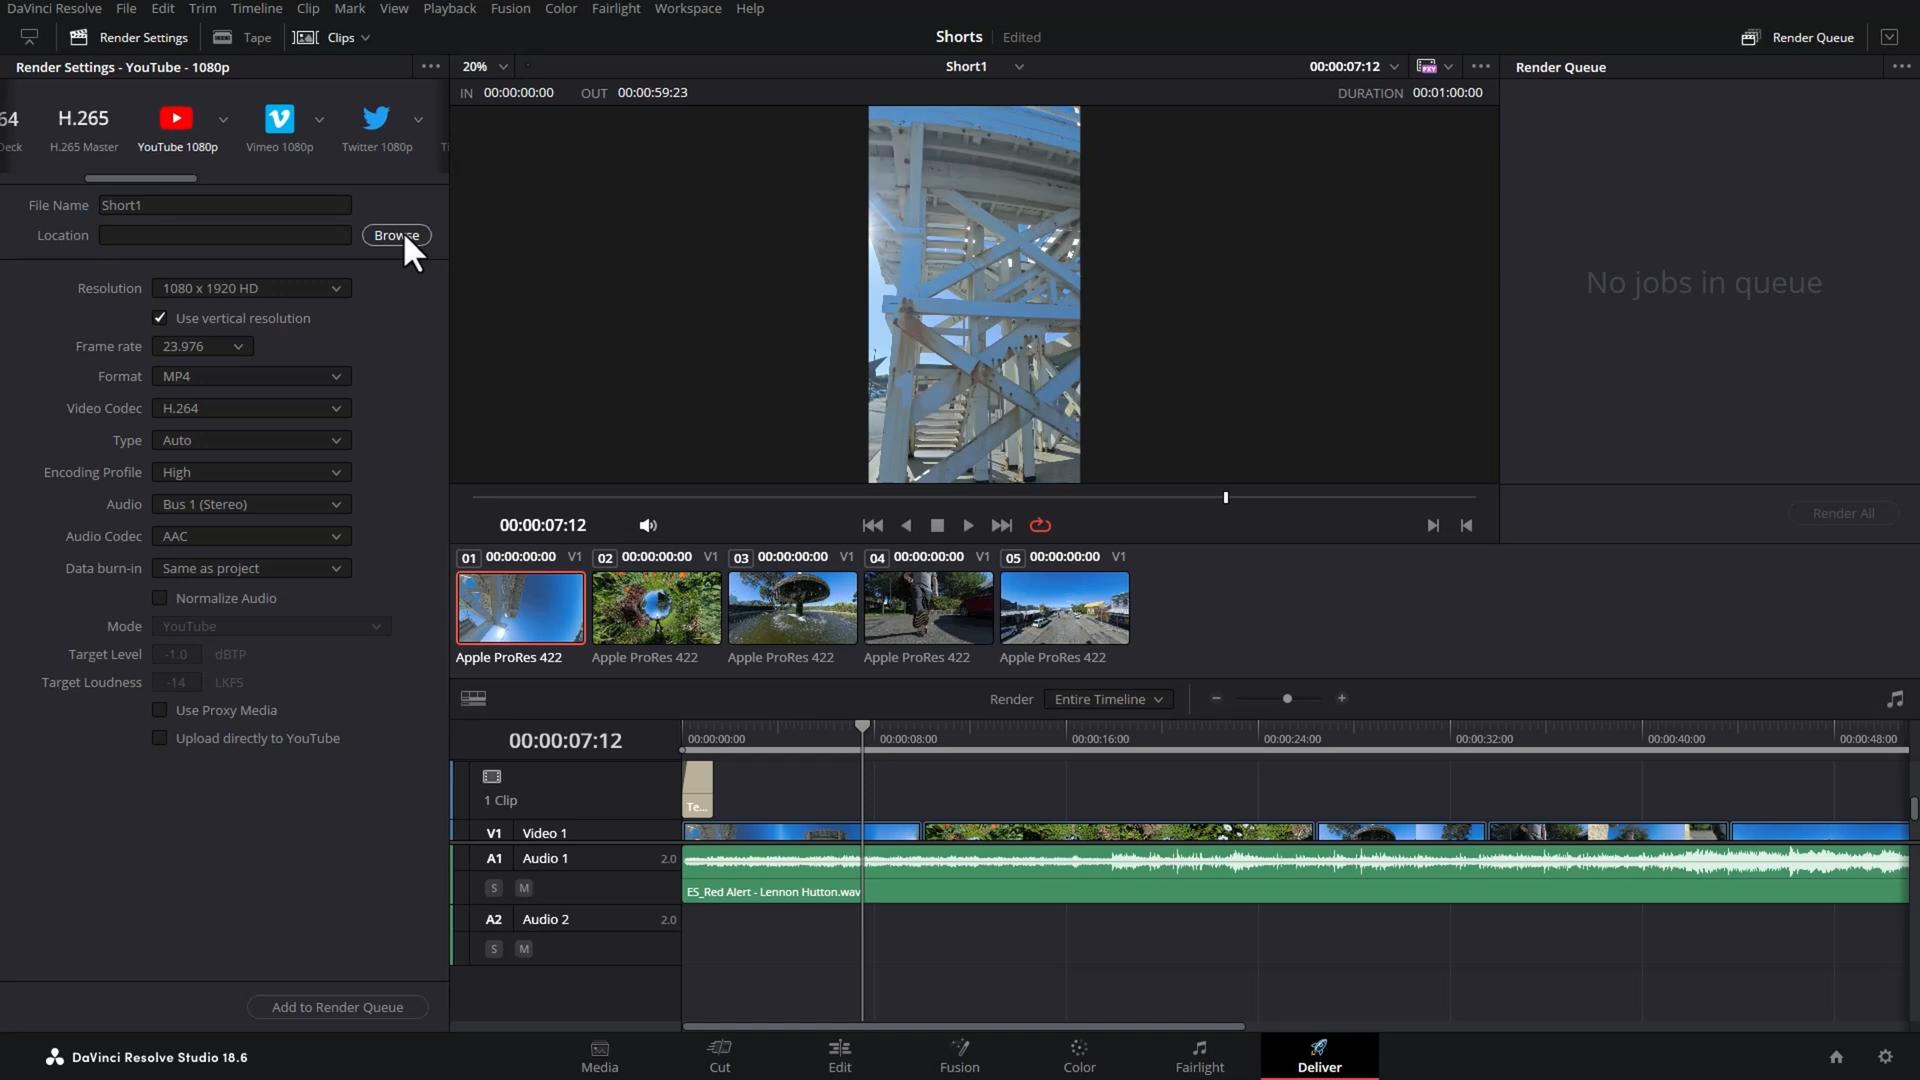 DaVinci Resolve File Edit Trim Timeline Clip Mark View Playback Fusion Color Fairlight Workspace Help
Render Settings Tape Clips Shorts Edited Render Queue
Render Settings - YouTube - 1080p
20% Short1 00:00:07:12
Render Queue
IN 00:00:00:00 OUT 00:00:59:23 DURATION 00:01:00:00
64 H.265
eck H.265 Master YouTube 1080p Vimeo 1080p Twitter 1080p Ti
File Name Short1
Location Browse
Resolution 1080 x 1920 HD
Use vertical resolution
Frame rate 23.976
Format MP4
Video Codec H.264
Type Auto
Encoding Profile High
Audio Bus 1 (Stereo)
Audio Codec AAC
Data burn-in Same as project
Normalize Audio
Mode YouTube
Target Level -1.0 dBTP
Target Loudness -14 LKFS
Use Proxy Media
Upload directly to YouTube
Add to Render Queue
No jobs in queue
Render All
00:00:07:12
01 00:00:00:00 V1 02 00:00:00:00 V1 03 00:00:00:00 V1 04 00:00:00:00 V1 05 00:00:00:00 V1
Apple ProRes 422 Apple ProRes 422 Apple ProRes 422 Apple ProRes 422 Apple ProRes 422
Render Entire Timeline
00:00:07:12 00:00:00:00 00:00:08:00 00:00:16:00 00:00:24:00 00:00:32:00 00:00:40:00 00:00:48:00
1 Clip Te...
V1 Video 1
A1 Audio 1 2.0
S M ES_Red Alert - Lennon Hutton.wav
A2 Audio 2 2.0
S M
DaVinci Resolve Studio 18.6 Media Cut Edit Fusion Color Fairlight Deliver